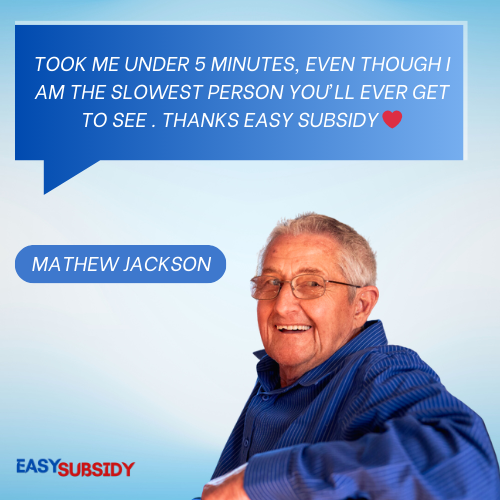 TOOK ME UNDER 5 MINUTES, EVEN THOUGH I
AM THE SLOWEST PERSON YOU'LL EVER GET
TO SEE . THANKS EASY SUBSIDY❤️
MATHEW JACKSON
EASYSUBSIDY